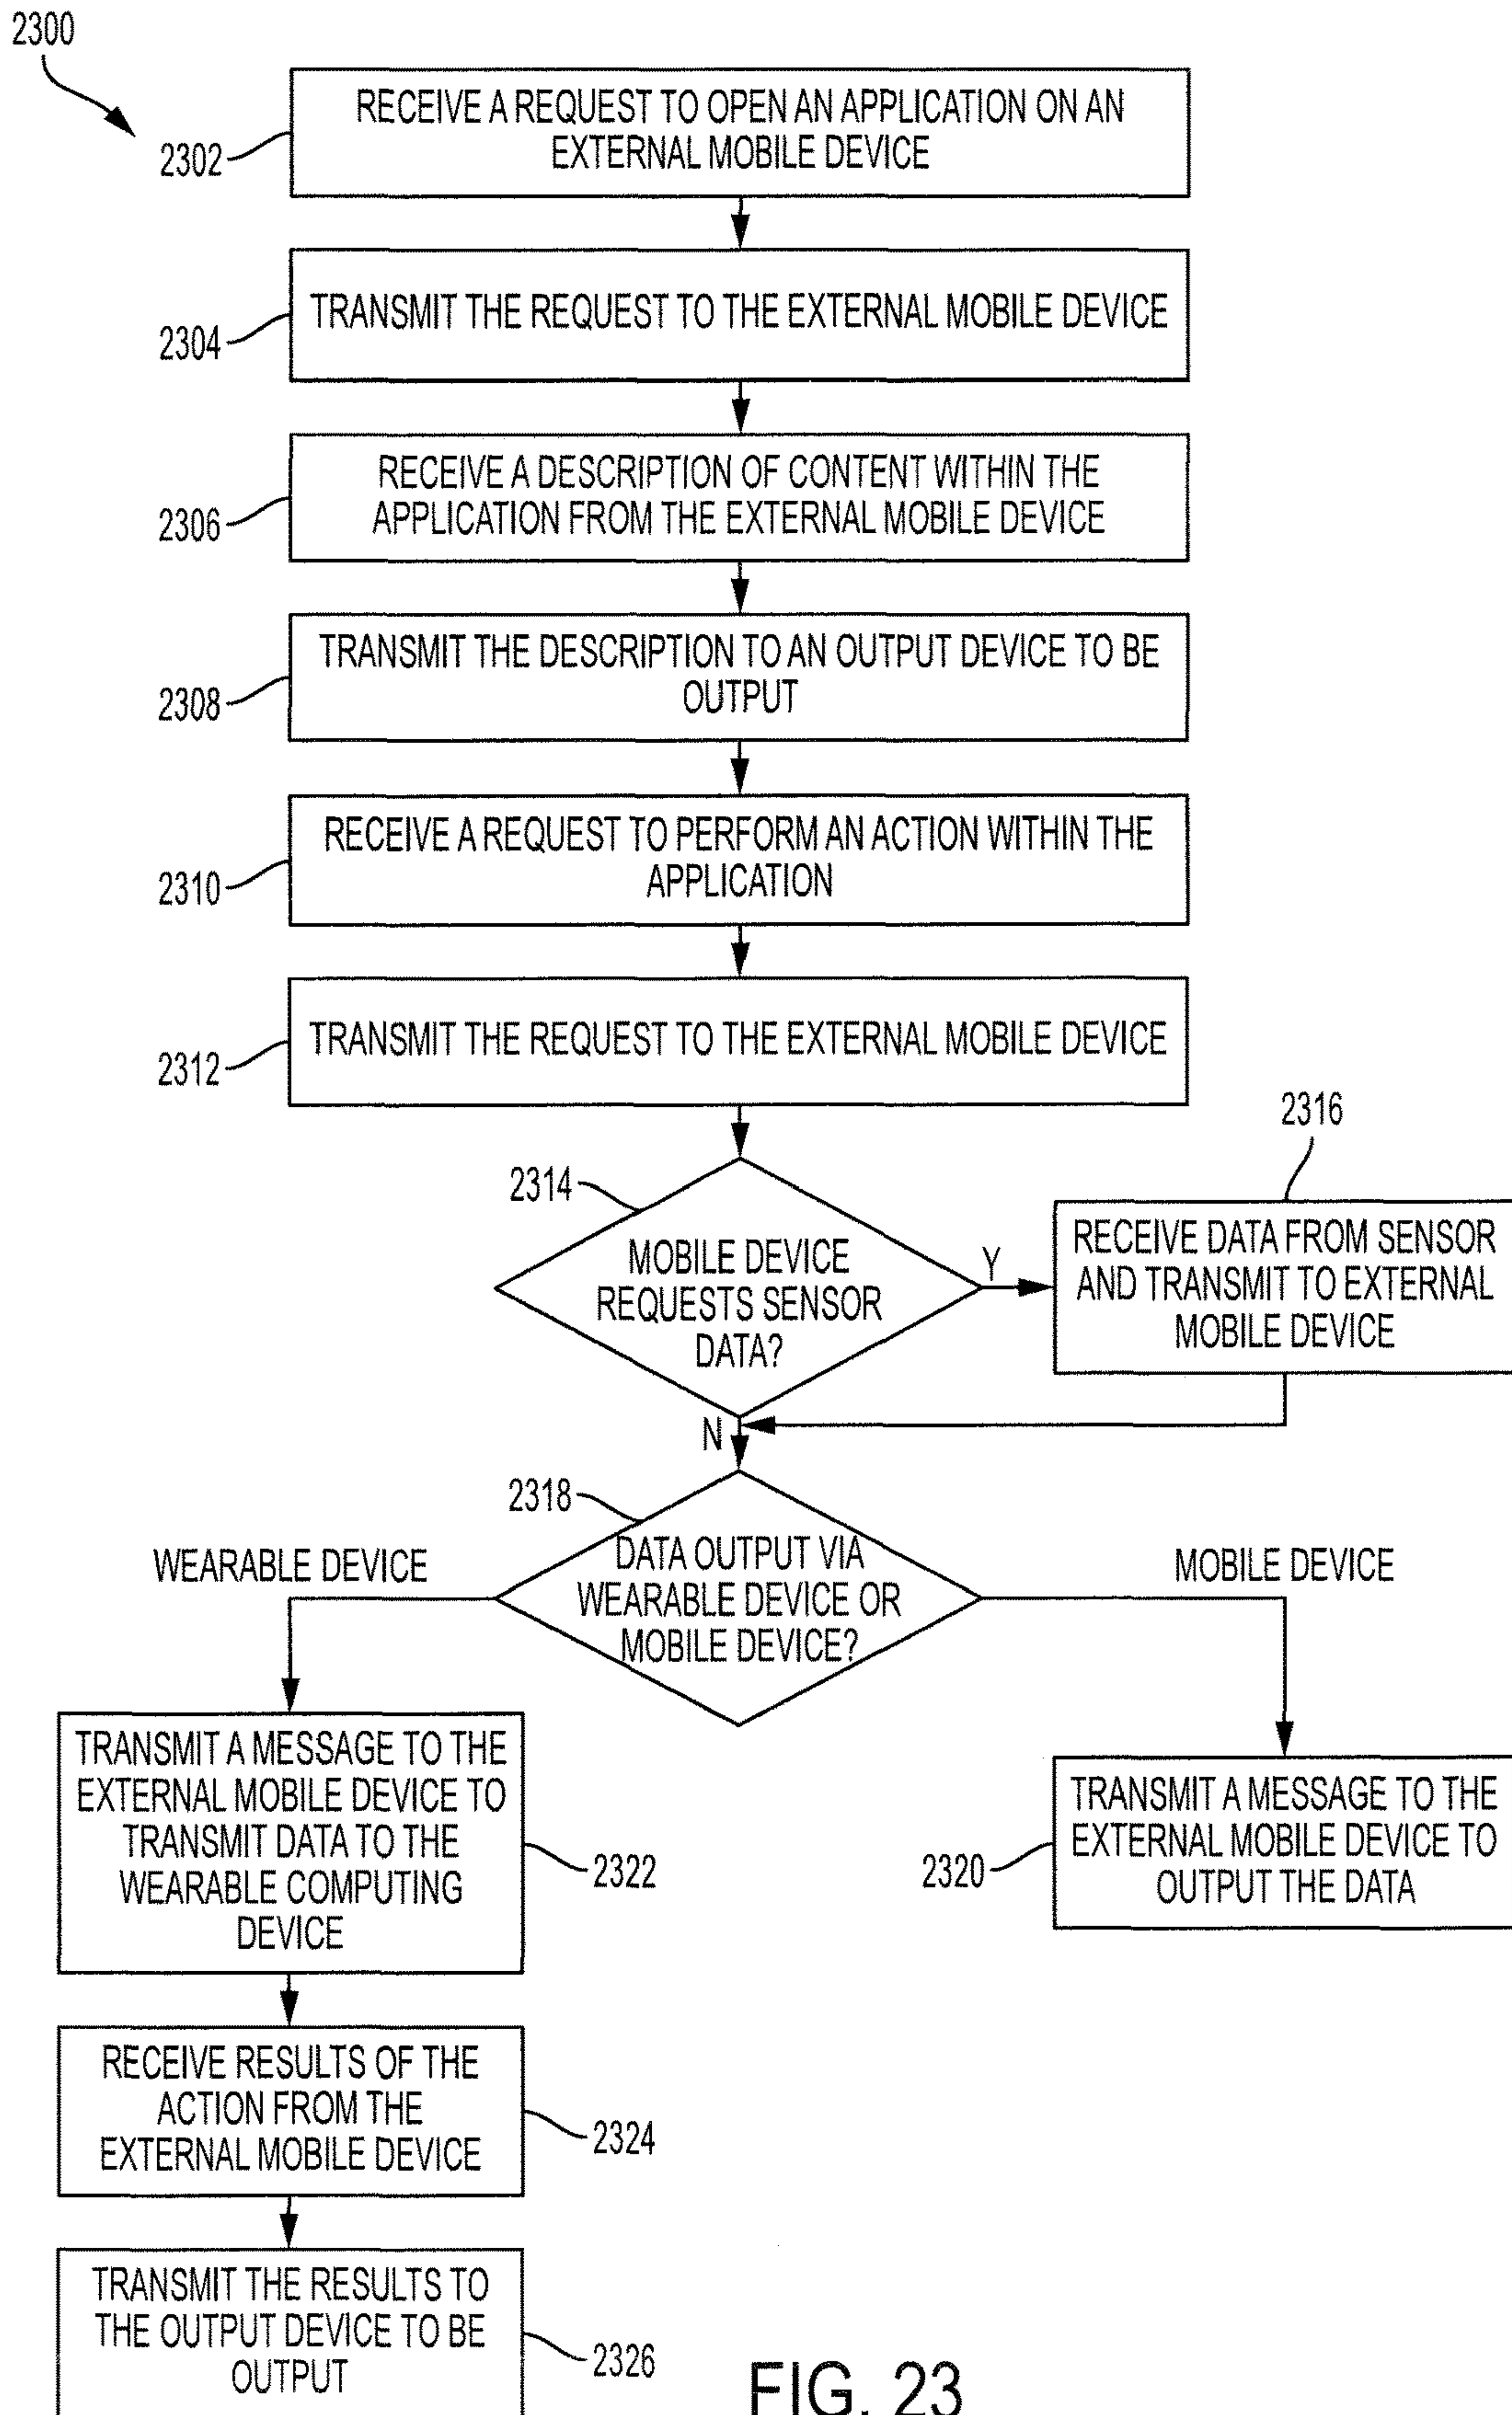 2300
RECEIVE A REQUEST TO OPEN AN APPLICATION ON AN
EXTERNAL MOBILE DEVICE
2302
TRANSMIT THE REQUEST TO THE EXTERNAL MOBILE DEVICE
2304
RECEIVE A DESCRIPTION OF CONTENT WITHIN THE
APPLICATION FROM THE EXTERNAL MOBILE DEVICE
2306
TRANSMIT THE DESCRIPTION TO AN OUTPUT DEVICE TO BE
OUTPUT
2308
RECEIVE A REQUEST TO PERFORM AN ACTION WITHIN THE
APPLICATION
2310
TRANSMIT THE REQUEST TO THE EXTERNAL MOBILE DEVICE
2312
2314
MOBILE DEVICE
REQUESTS SENSOR
DATA?
Y
2316
RECEIVE DATA FROM SENSOR
AND TRANSMIT TO EXTERNAL
MOBILE DEVICE
N
2318
DATA OUTPUT VIA
WEARABLE DEVICE OR
MOBILE DEVICE?
WEARABLE DEVICE
MOBILE DEVICE
TRANSMIT A MESSAGE TO THE
EXTERNAL MOBILE DEVICE TO
TRANSMIT DATA TO THE
WEARABLE COMPUTING
DEVICE
2322
2320
TRANSMIT A MESSAGE TO THE
EXTERNAL MOBILE DEVICE TO
OUTPUT THE DATA
RECEIVE RESULTS OF THE
ACTION FROM THE
EXTERNAL MOBILE DEVICE
2324
TRANSMIT THE RESULTS TO
THE OUTPUT DEVICE TO BE
OUTPUT
2326
FIG. 23